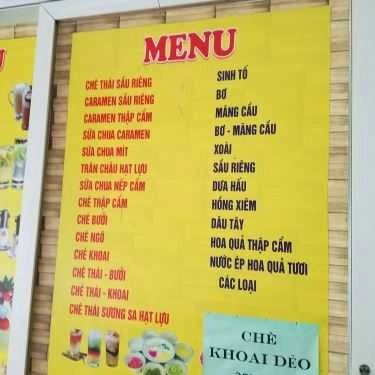 MENU
CHÈ THÁI SẦU RIÊNG
CARAMEN SẦU RIÊNG
CARAMEN THẬP CẨM
SỮA CHUA CARAMEN
SỮA CHUA MÍT
TRÂN CHÂU HẠT LỰU
SỮA CHUA NẾP CẨM
CHÈ THẬP CẨM
CHÈ BƯỞI
CHÈ NGÔ
CHÈ KHOAI
CHÈ THÁI - BƯỞI
CHÈ THÁI - KHOAI
CHÈ THÁI SƯƠNG SA HẠT LỰU
SINH TỐ
BƠ
MÃNG CẦU
BƠ - MÃNG CẦU
XOÀI
SẦU RIÊNG
DƯA HẤU
HỒNG XIÊM
DÂU TÂY
HOA QUẢ THẬP CẨM
NƯỚC ÉP HOA QUẢ TƯƠI
CÁC LOẠI
CHÈ
KHOAI DẺO